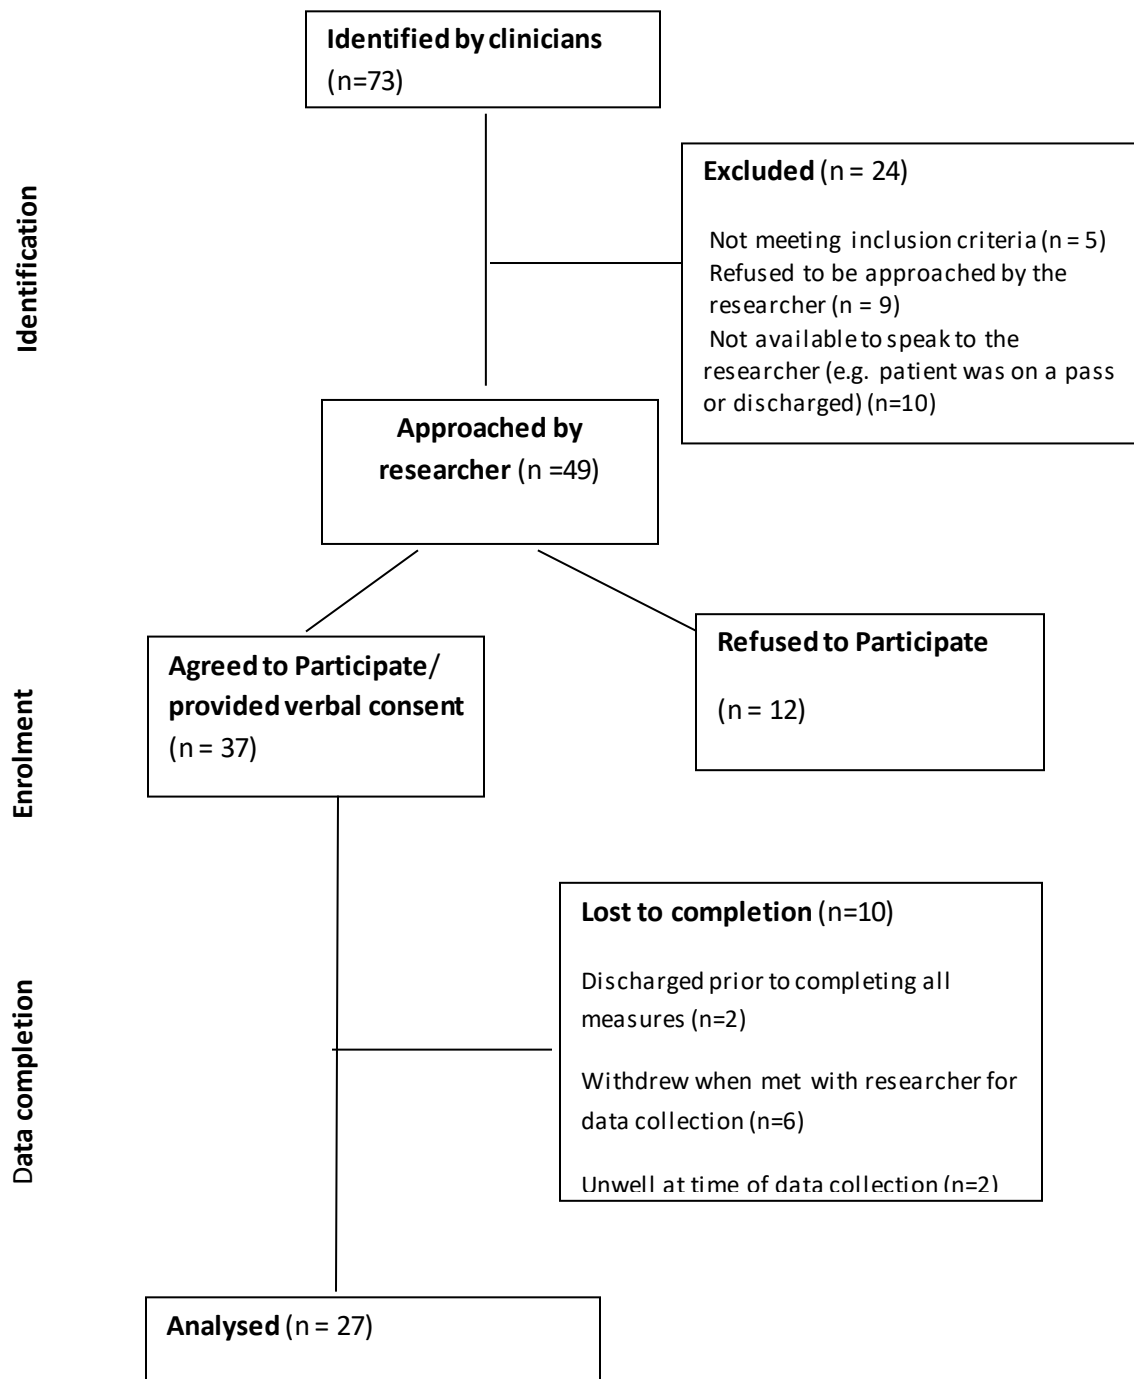 Identified by clinicians
(n=73)
Identification
Excluded (n = 24)
Not meeting inclusion criteria (n = 5)
Refused to be approached by the
researcher (n = 9)
Not available to speak to the
researcher (e.g. patient was on a pass
or discharged) (n=10)
Approached by
researcher (n =49)
Enrolment
Agreed to Participate/
provided verbal consent
(n = 37)
Refused to Participate
(n = 12)
Data completion
Lost to completion (n=10)
Discharged prior to completing all
measures (n=2)
Withdrew when met with researcher for
data collection (n=6)
Unwell at time of data collection (n=2)
Analysed (n = 27)